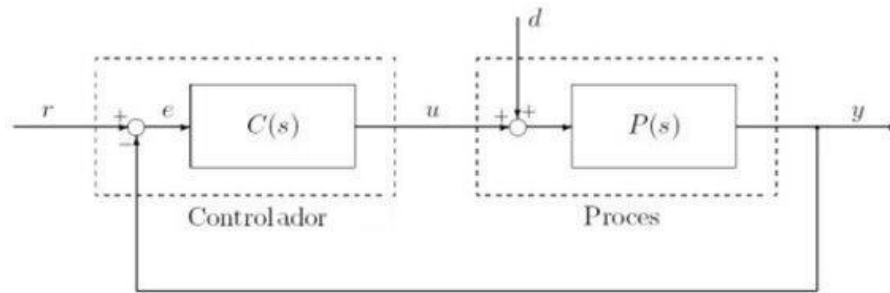 d
r
+
e
C(s)
u
+
+
P(s)
y
−
Controlador
Proces